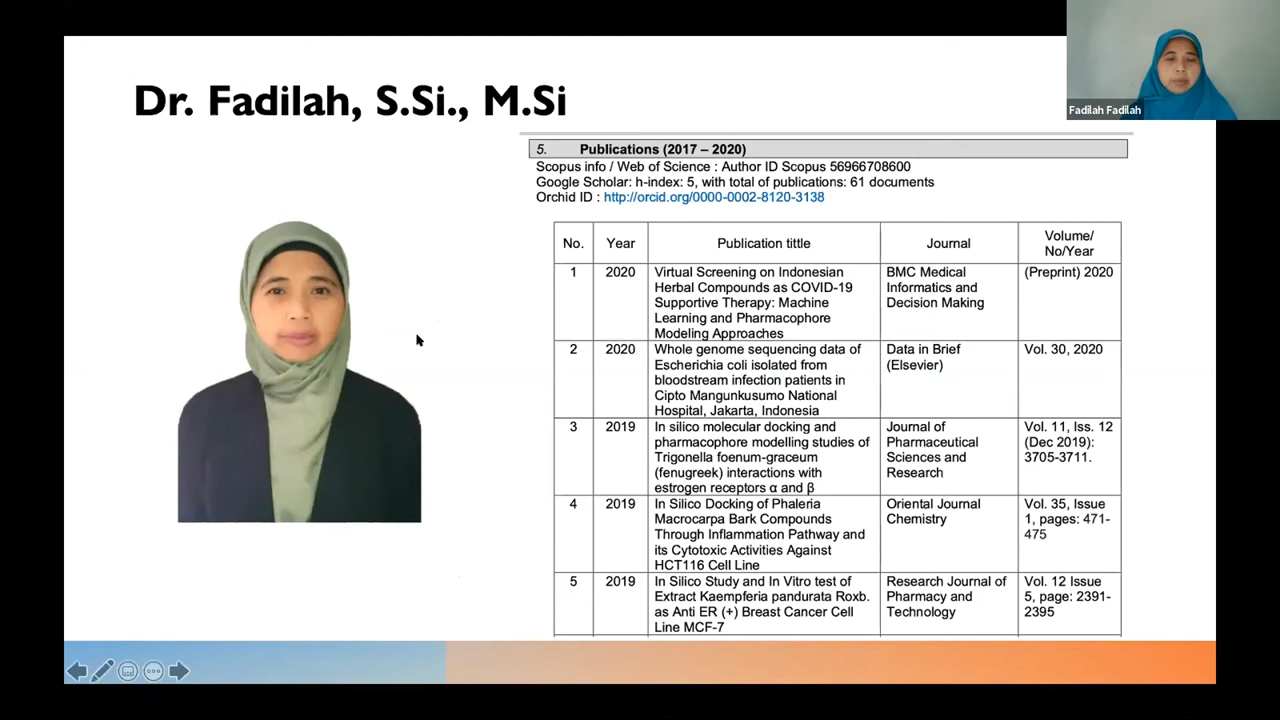 Dr. Fadilah, S.Si., M.Si
Fadilah Fadilah
5. Publications (2017 – 2020)
Scopus info / Web of Science : Author ID Scopus 56966708600
Google Scholar: h-index: 5, with total of publications: 61 documents
Orchid ID : http://orcid.org/0000-0002-8120-3138
No. Year Publication tittle Journal Volume/
No/Year
1 2020 Virtual Screening on Indonesian BMC Medical (Preprint) 2020
Herbal Compounds as COVID-19 Informatics and
Supportive Therapy: Machine Decision Making
Learning and Pharmacophore
Modeling Approaches
2 2020 Whole genome sequencing data of Data in Brief Vol. 30, 2020
Escherichia coli isolated from (Elsevier)
bloodstream infection patients in
Cipto Mangunkusumo National
Hospital, Jakarta, Indonesia
3 2019 In silico molecular docking and Journal of Vol. 11, Iss. 12
pharmacophore modelling studies of Pharmaceutical (Dec 2019):
Trigonella foenum-graceum Sciences and 3705-3711.
(fenugreek) interactions with Research
estrogen receptors α and β
4 2019 In Silico Docking of Phaleria Oriental Journal Vol. 35, Issue
Macrocarpa Bark Compounds Chemistry 1, pages: 471-
Through Inflammation Pathway and 475
its Cytotoxic Activities Against
HCT116 Cell Line
5 2019 In Silico Study and In Vitro test of Research Journal of Vol. 12 Issue
Extract Kaempferia pandurata Roxb. Pharmacy and 5, page: 2391-
as Anti ER (+) Breast Cancer Cell Technology 2395
Line MCF-7